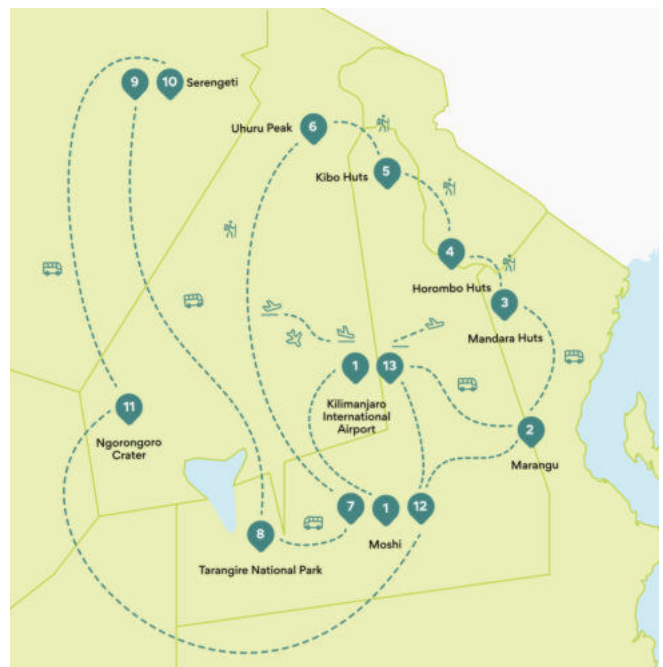 9
10
Serengeti
Uhuru Peak
6
5
Kibo Huts
4
Horombo Huts
3
Mandara Huts
1
13
Kilimanjaro
International
Airport
11
Ngorongoro
Crater
2
Marangu
7
1
12
Moshi
8
Tarangire National Park